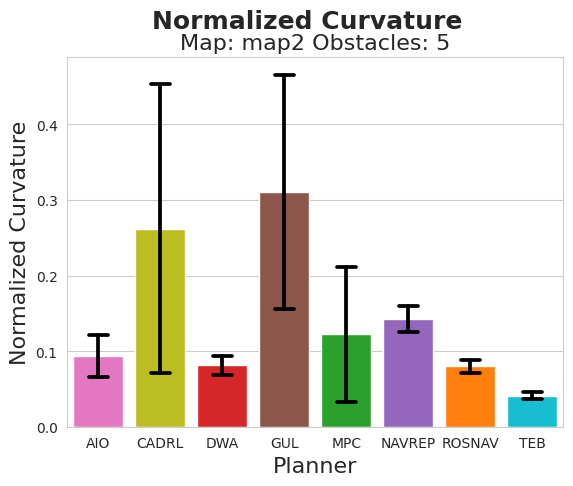 Normalized Curvature
Map: map2 Obstacles: 5
Normalized Curvature
0.4
0.3
0.2
0.1
0.0
AIO CADRL DWA GUL MPC NAVREP ROSNAV TEB
Planner